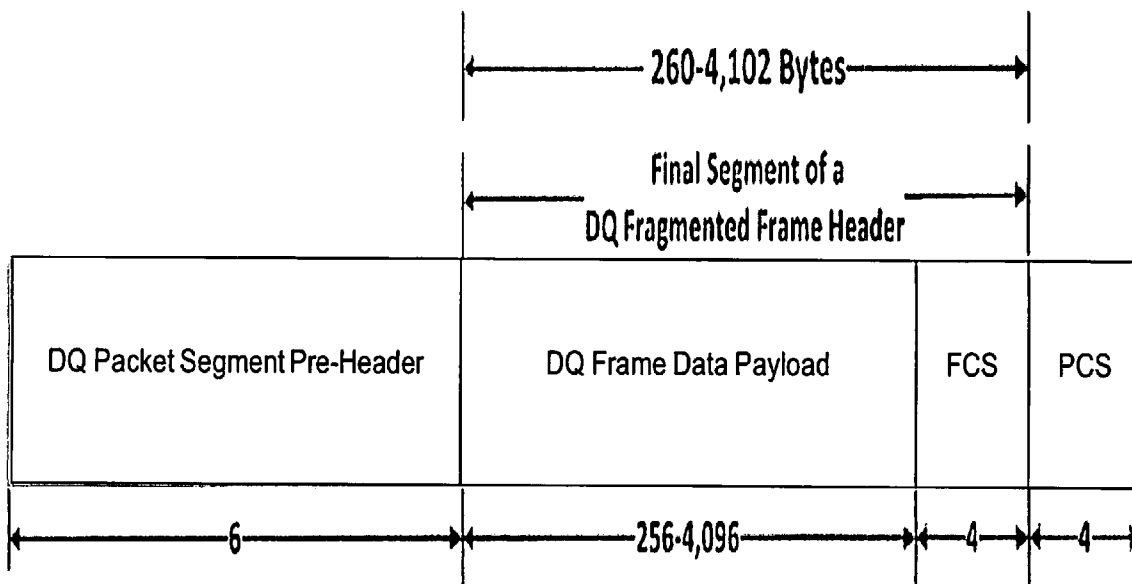 260-4,102 Bytes
Final Segment of a
DQ Fragmented Frame Header
DQ Packet Segment Pre-Header
DQ Frame Data Payload
FCS
PCS
6
256-4,096
4
4